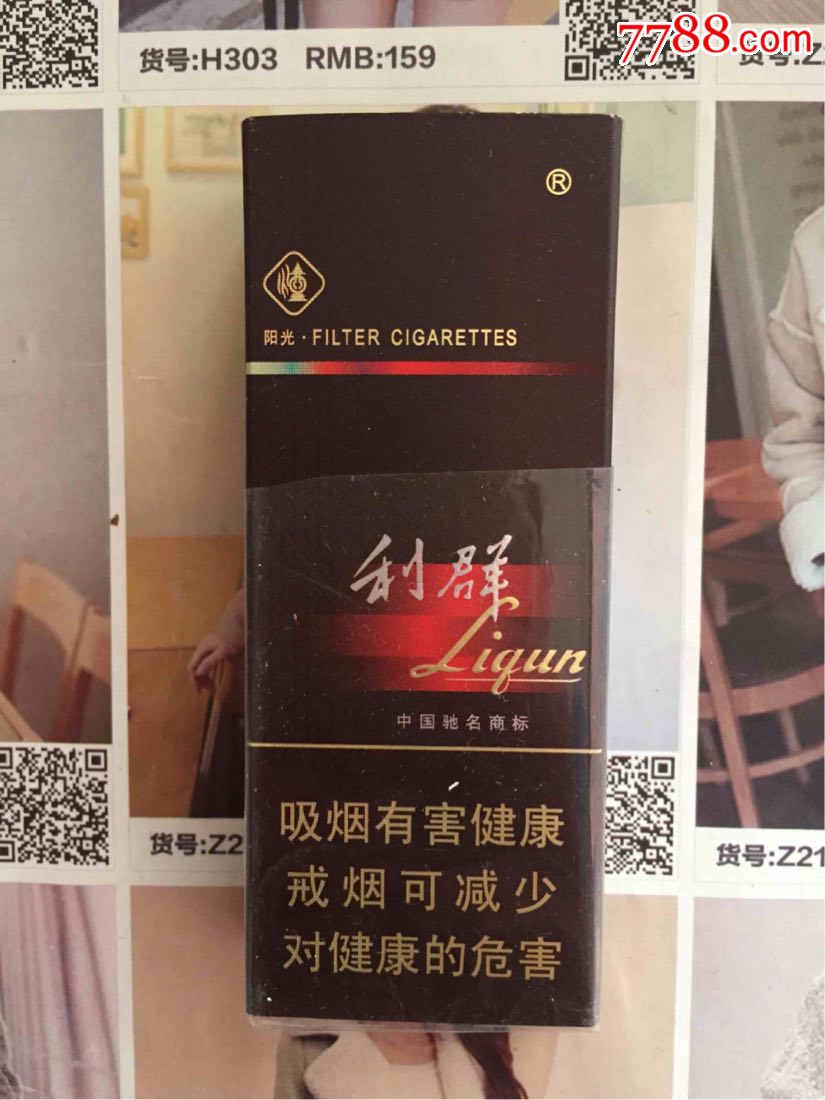 货号:H303 RMB:159
7788.com
®
阳光·FILTER CIGARETTES
利群
Liqun
中国驰名商标
吸烟有害健康
戒烟可减少
对健康的危害
货号:Z2
货号:Z21